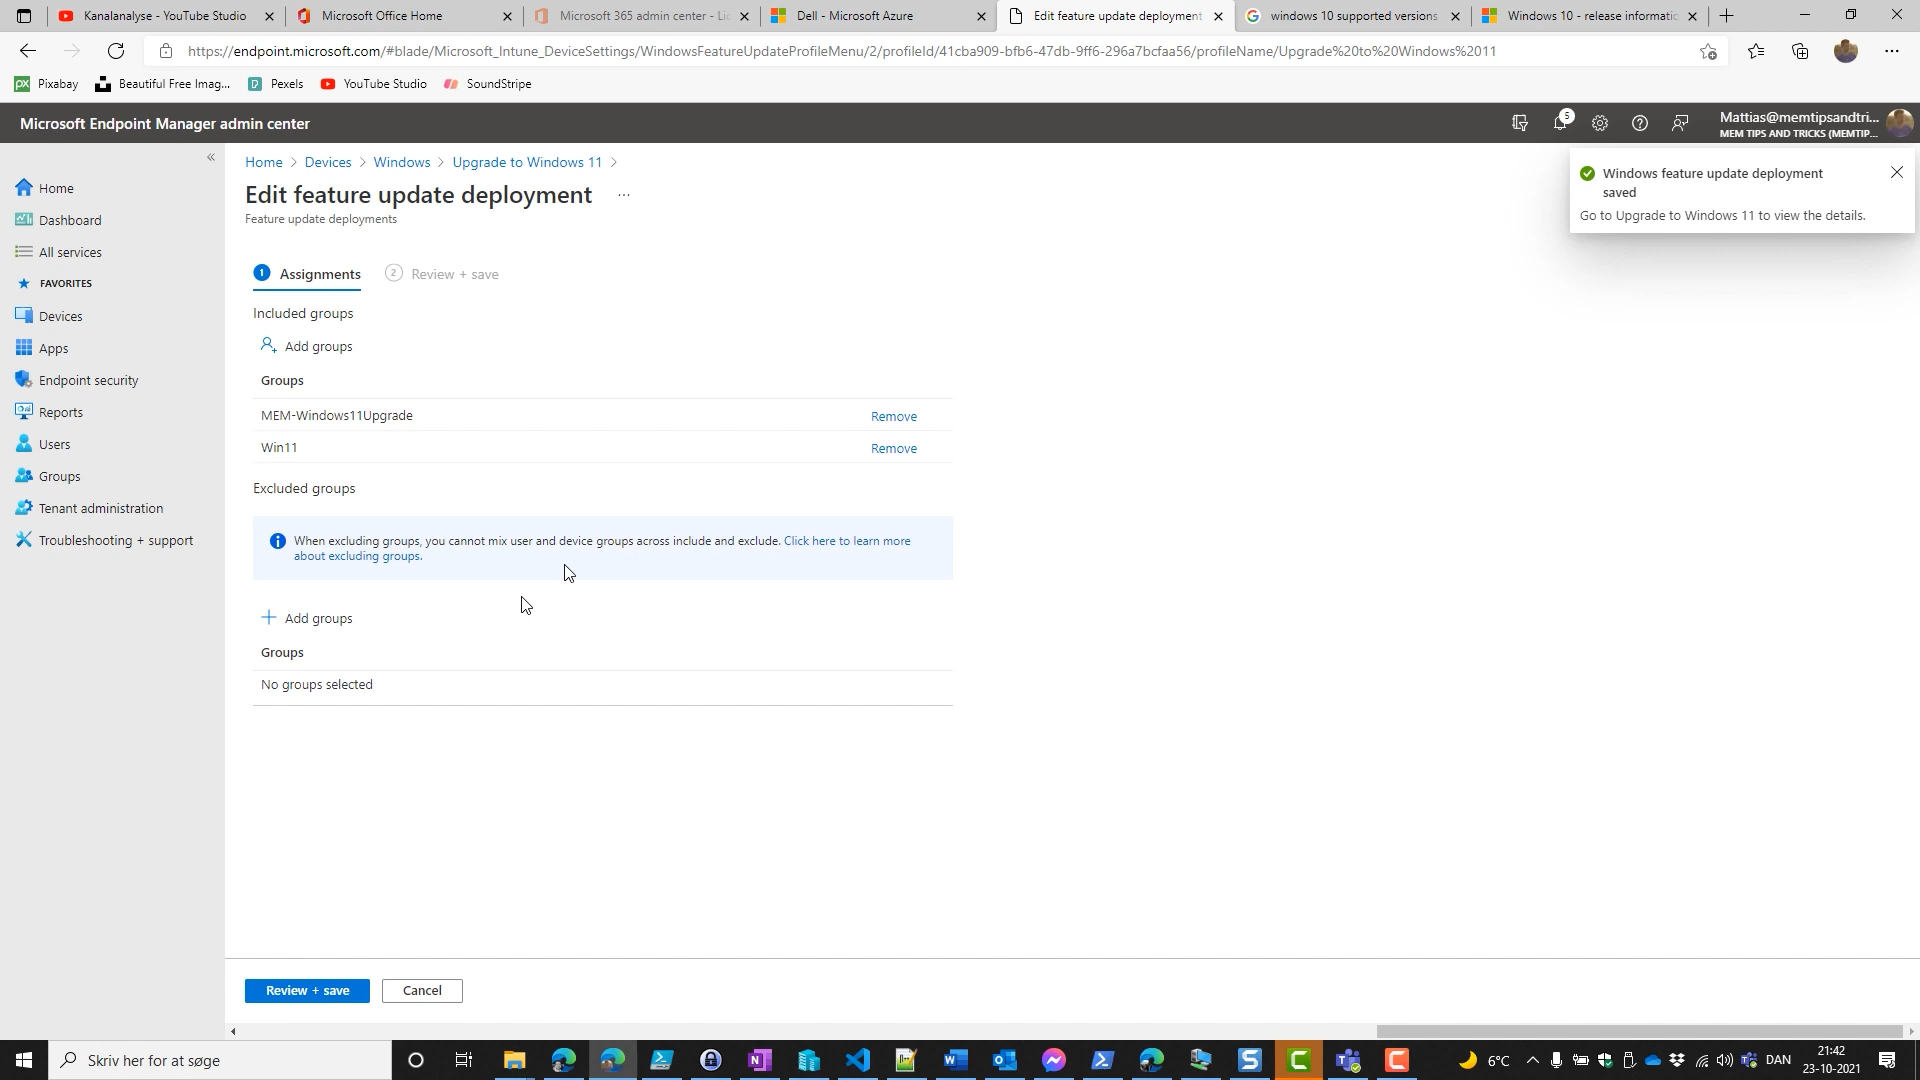 Kanalanalyse - YouTube Studio
Microsoft Office Home
Microsoft 365 admin center - Lic
Dell - Microsoft Azure
Edit feature update deployment
windows 10 supported versions
Windows 10 - release informatic
https://endpoint.microsoft.com/#blade/Microsoft_Intune_DeviceSettings/WindowsFeatureUpdateProfileMenu/2/profileId/41cba909-bfb6-47db-9ff6-296a7bcfaa56/profileName/Upgrade%20to%20Windows%2011
px Pixabay
Beautiful Free Imag...
Pexels
YouTube Studio
SoundStripe
Microsoft Endpoint Manager admin center
5
Mattias@memtipsandtri...
MEM TIPS AND TRICKS (MEMTIP...
Home
Dashboard
All services
FAVORITES
Devices
Apps
Endpoint security
Reports
Users
Groups
Tenant administration
Troubleshooting + support
Home > Devices > Windows > Upgrade to Windows 11 >
Edit feature update deployment ...
Feature update deployments
1 Assignments
2 Review + save
Included groups
Add groups
Groups
MEM-Windows11Upgrade Remove
Win11 Remove
Excluded groups
When excluding groups, you cannot mix user and device groups across include and exclude. Click here to learn more
about excluding groups.
Add groups
Groups
No groups selected
Review + save
Cancel
Windows feature update deployment
saved
Go to Upgrade to Windows 11 to view the details.
Skriv her for at søge
6°C
DAN
21:42
23-10-2021